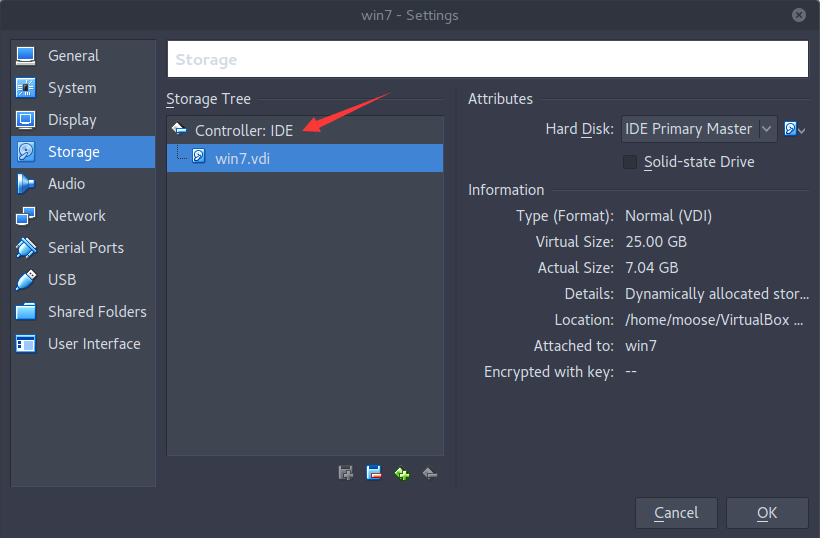 win7 - Settings
General
System
Display
Storage
Audio
Network
Serial Ports
USB
Shared Folders
User Interface
Storage
Storage Tree
Controller: IDE
win7.vdi
Attributes
Hard Disk: IDE Primary Master
Solid-state Drive
Information
Type (Format): Normal (VDI)
Virtual Size: 25.00 GB
Actual Size: 7.04 GB
Details: Dynamically allocated stor...
Location: /home/moose/VirtualBox ...
Attached to: win7
Encrypted with key: --
Cancel
OK